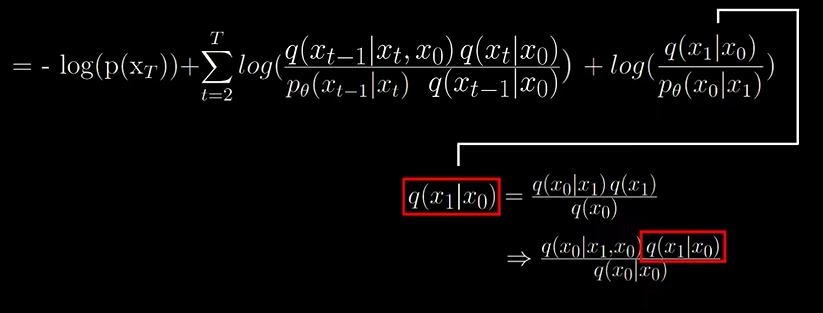 = - log(p(x_T))+\sum_{t=2}^{T} log(\frac{q(x_{t-1}|x_t, x_0) q(x_t|x_0)}{p_θ(x_{t-1}|x_t) q(x_{t-1}|x_0)}) + log(\frac{q(x_1|x_0)}{p_θ(x_0|x_1)})
q(x_1|x_0) = \frac{q(x_0|x_1) q(x_1)}{q(x_0)}
⇒ \frac{q(x_0|x_1,x_0) q(x_1|x_0)}{q(x_0|x_0)}